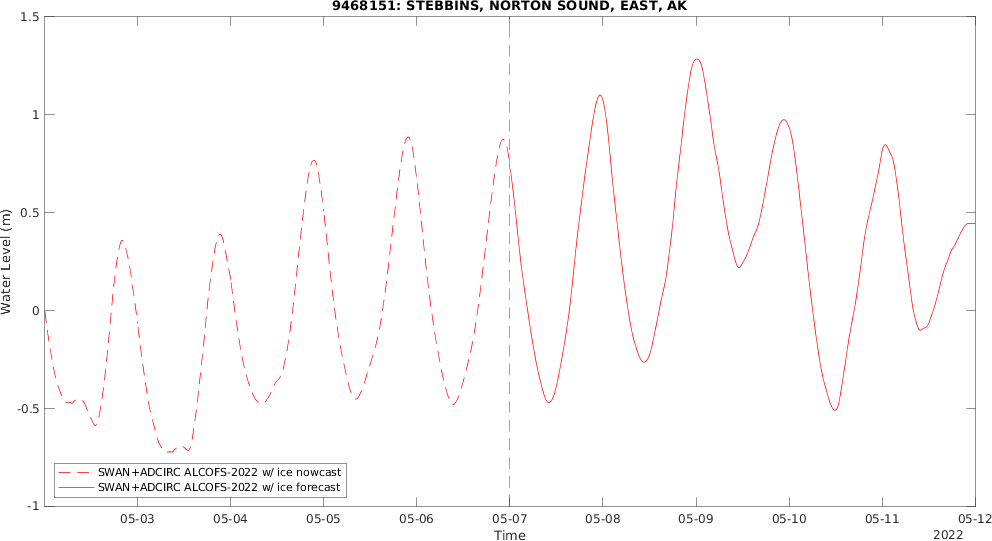 9468151: STEBBINS, NORTON SOUND, EAST, AK
1.5
1
0.5
0
-0.5
-1
Water Level (m)
SWAN+ADCIRC ALCOFS-2022 w/ ice nowcast
SWAN+ADCIRC ALCOFS-2022 w/ ice forecast
05-03 05-04 05-05 05-06 05-07 05-08 05-09 05-10 05-11 05-12
Time
2022